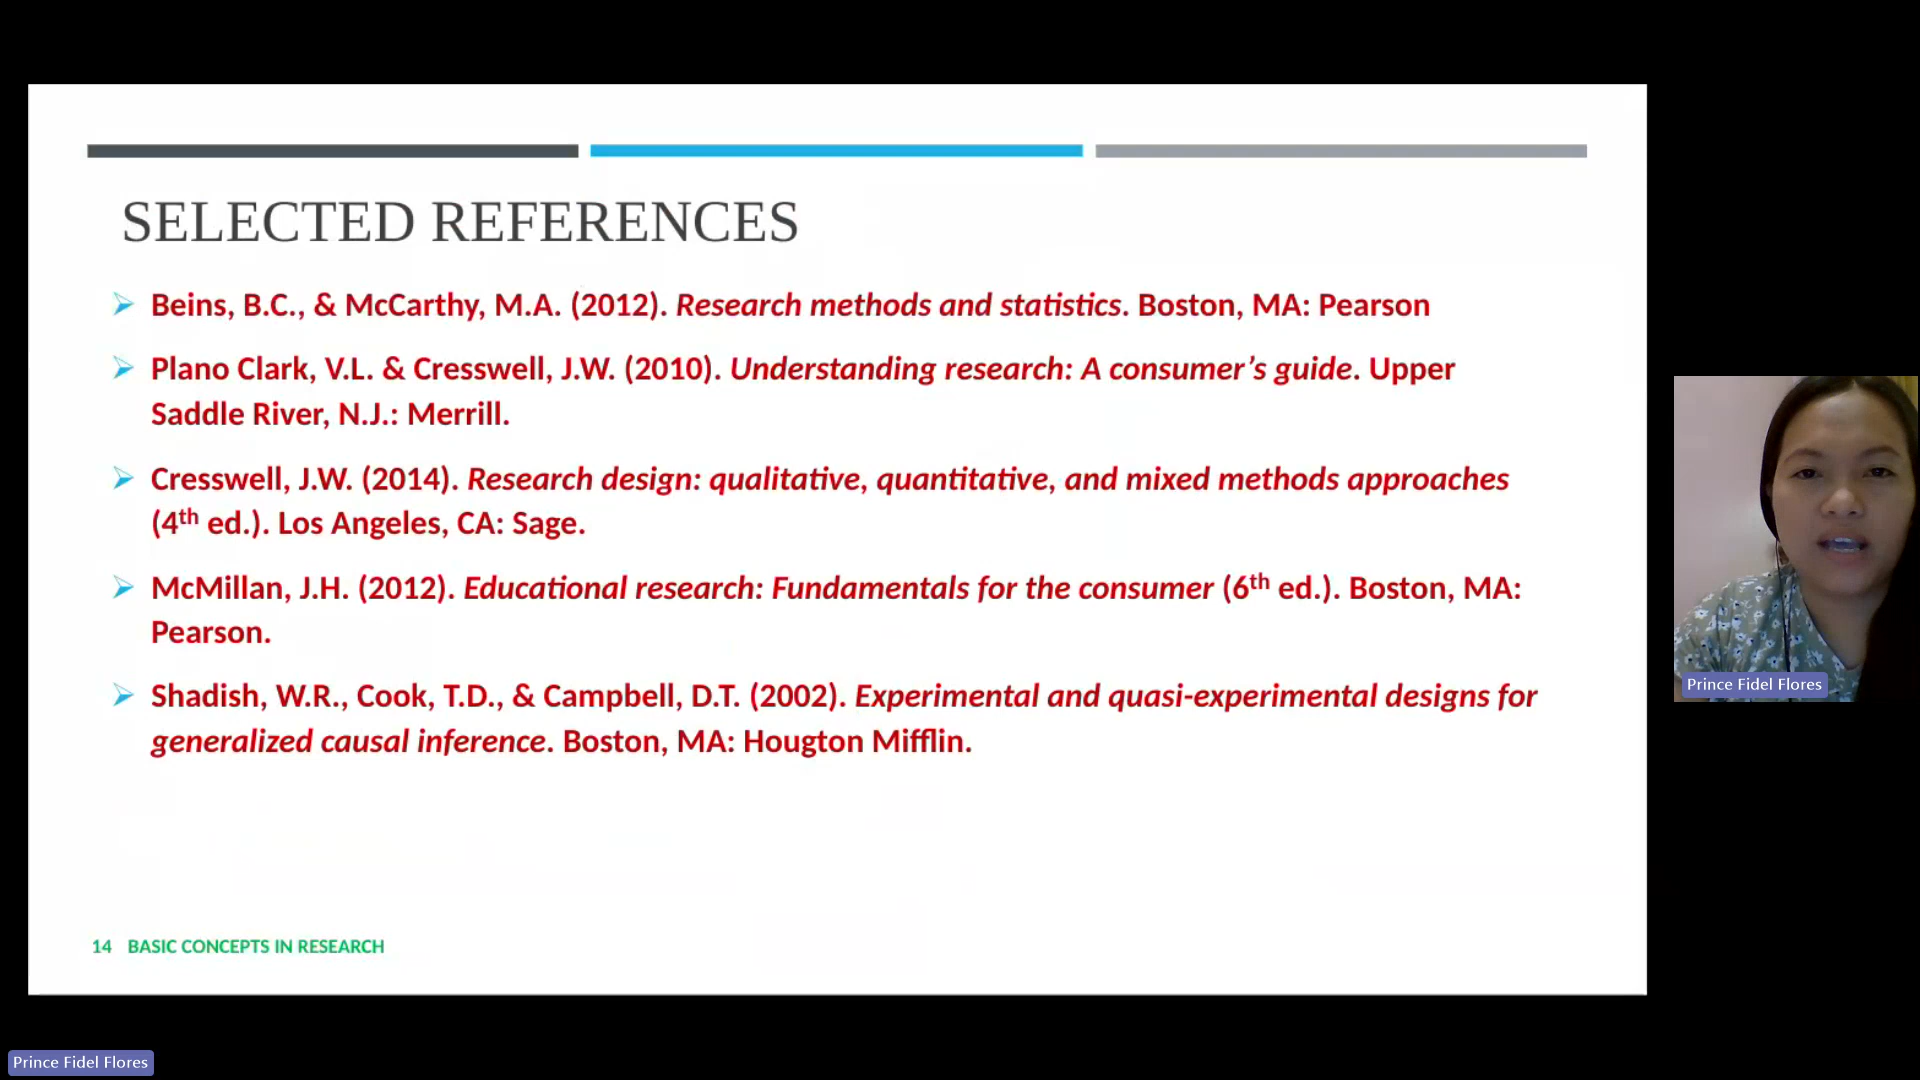 SELECTED REFERENCES
Beins, B.C., & McCarthy, M.A. (2012). Research methods and statistics. Boston, MA: Pearson
Plano Clark, V.L. & Cresswell, J.W. (2010). Understanding research: A consumer’s guide. Upper
Saddle River, N.J.: Merrill.
Cresswell, J.W. (2014). Research design: qualitative, quantitative, and mixed methods approaches
(4th ed.). Los Angeles, CA: Sage.
McMillan, J.H. (2012). Educational research: Fundamentals for the consumer (6th ed.). Boston, MA:
Pearson.
Shadish, W.R., Cook, T.D., & Campbell, D.T. (2002). Experimental and quasi-experimental designs for
generalized causal inference. Boston, MA: Hougton Mifflin.
14 BASIC CONCEPTS IN RESEARCH
Prince Fidel Flores
Prince Fidel Flores